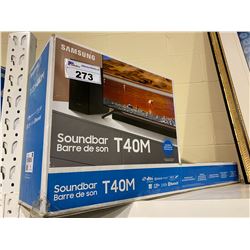 SAMSUNG
273
Soundbar
Barre de son
T40M
Soundbar
Barre de son
T40M